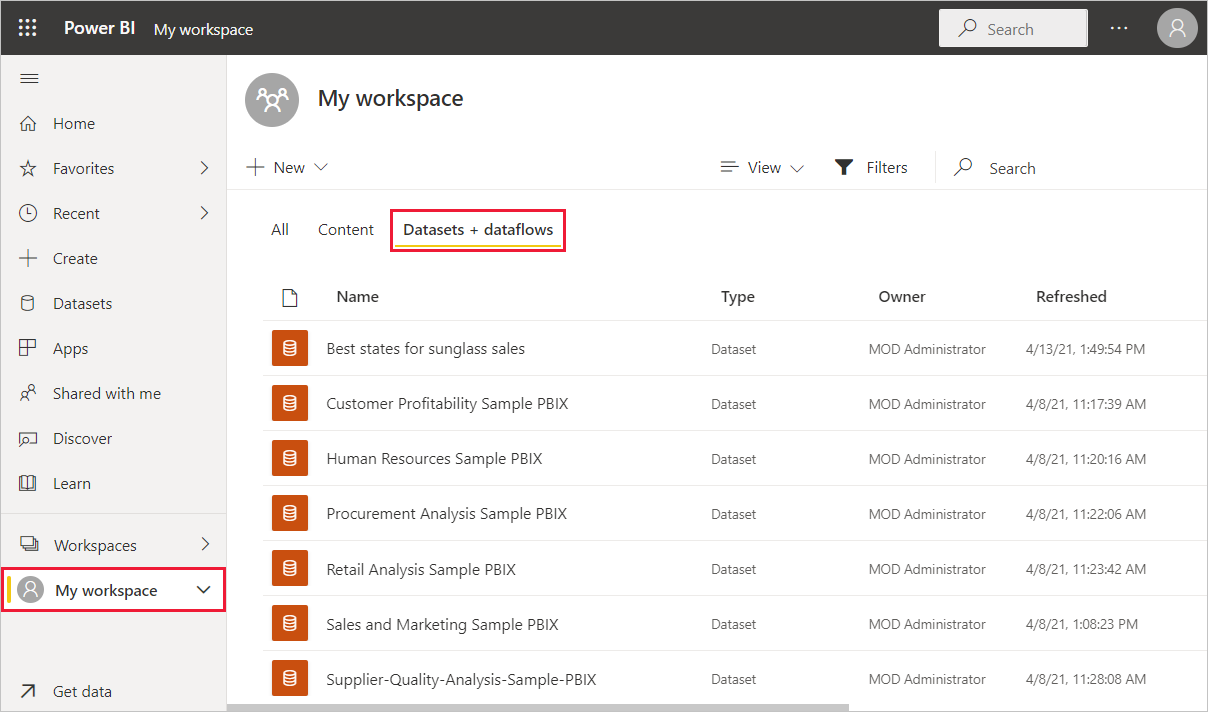 Power BI My workspace Search ...
My workspace
Home
Favorites
Recent
Create
Datasets
Apps
Shared with me
Discover
Learn
Workspaces
My workspace
Get data
New View Filters Search
All Content Datasets + dataflows
Name Type Owner Refreshed
Best states for sunglass sales Dataset MOD Administrator 4/13/21, 1:49:54 PM
Customer Profitability Sample PBIX Dataset MOD Administrator 4/8/21, 11:17:39 AM
Human Resources Sample PBIX Dataset MOD Administrator 4/8/21, 11:20:16 AM
Procurement Analysis Sample PBIX Dataset MOD Administrator 4/8/21, 11:22:06 AM
Retail Analysis Sample PBIX Dataset MOD Administrator 4/8/21, 11:23:42 AM
Sales and Marketing Sample PBIX Dataset MOD Administrator 4/8/21, 1:08:23 PM
Supplier-Quality-Analysis-Sample-PBIX Dataset MOD Administrator 4/8/21, 11:28:08 AM